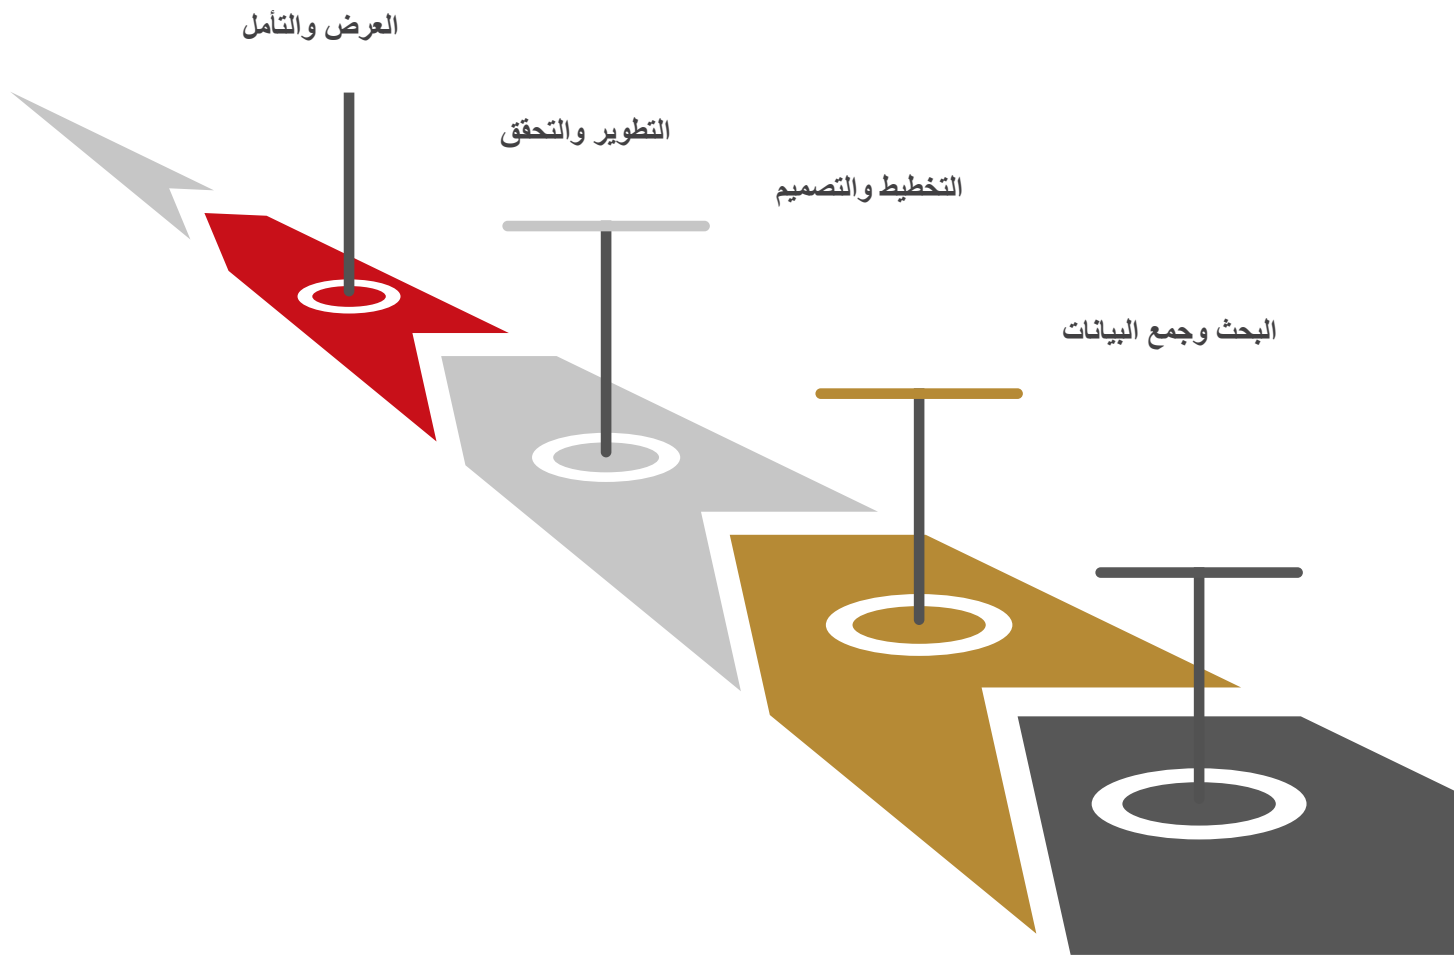 العرض والتأمل
التطوير والتحقق
التخطيط والتصميم
البحث وجمع البيانات